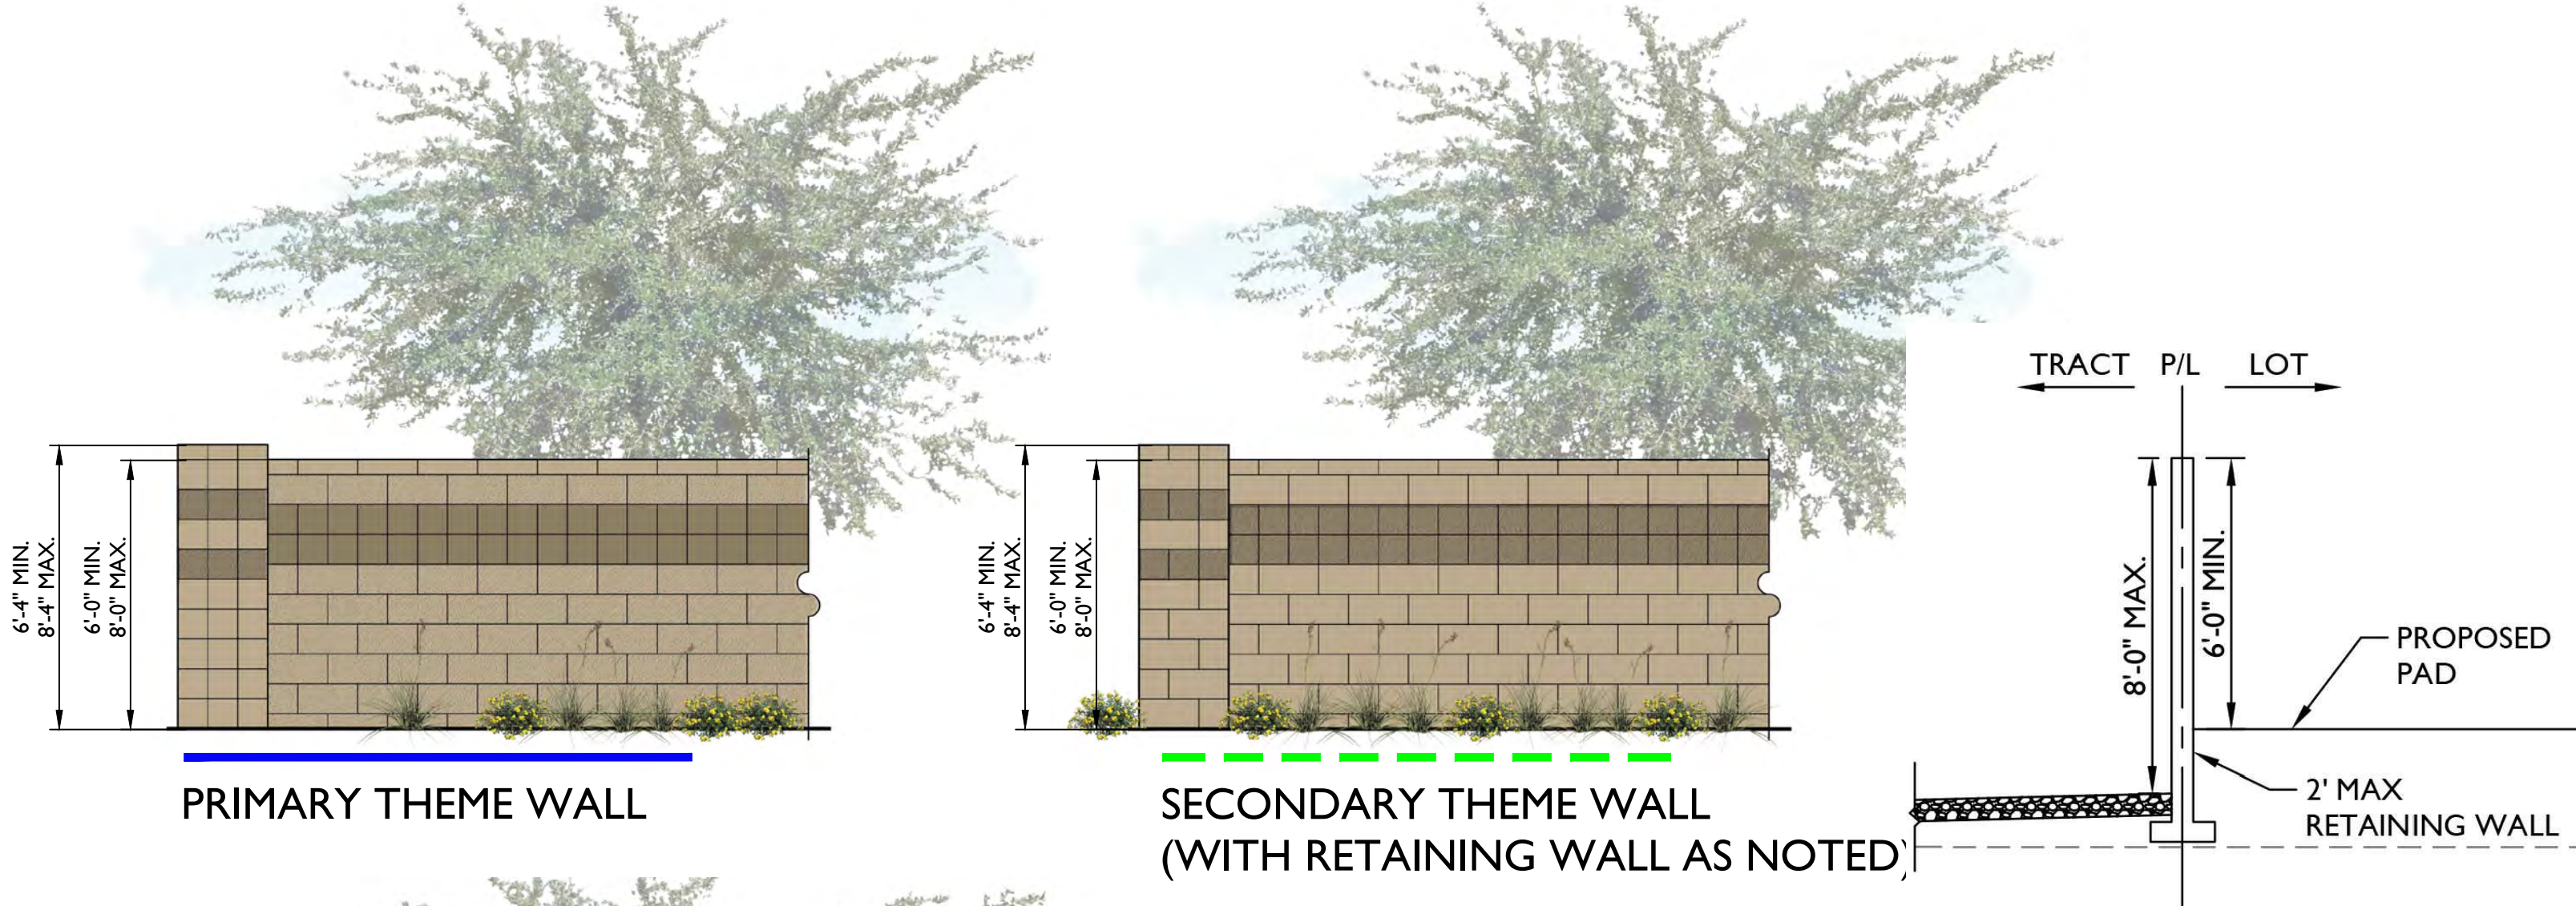 6'-4" MIN.
8'-4" MAX.
6'-0" MIN.
8'-0" MAX.
PRIMARY THEME WALL
6'-4" MIN.
8'-4" MAX.
6'-0" MIN.
8'-0" MAX.
SECONDARY THEME WALL
(WITH RETAINING WALL AS NOTED)
TRACT P/L LOT
8'-0" MAX.
6'-0" MIN.
PROPOSED
PAD
2' MAX
RETAINING WALL